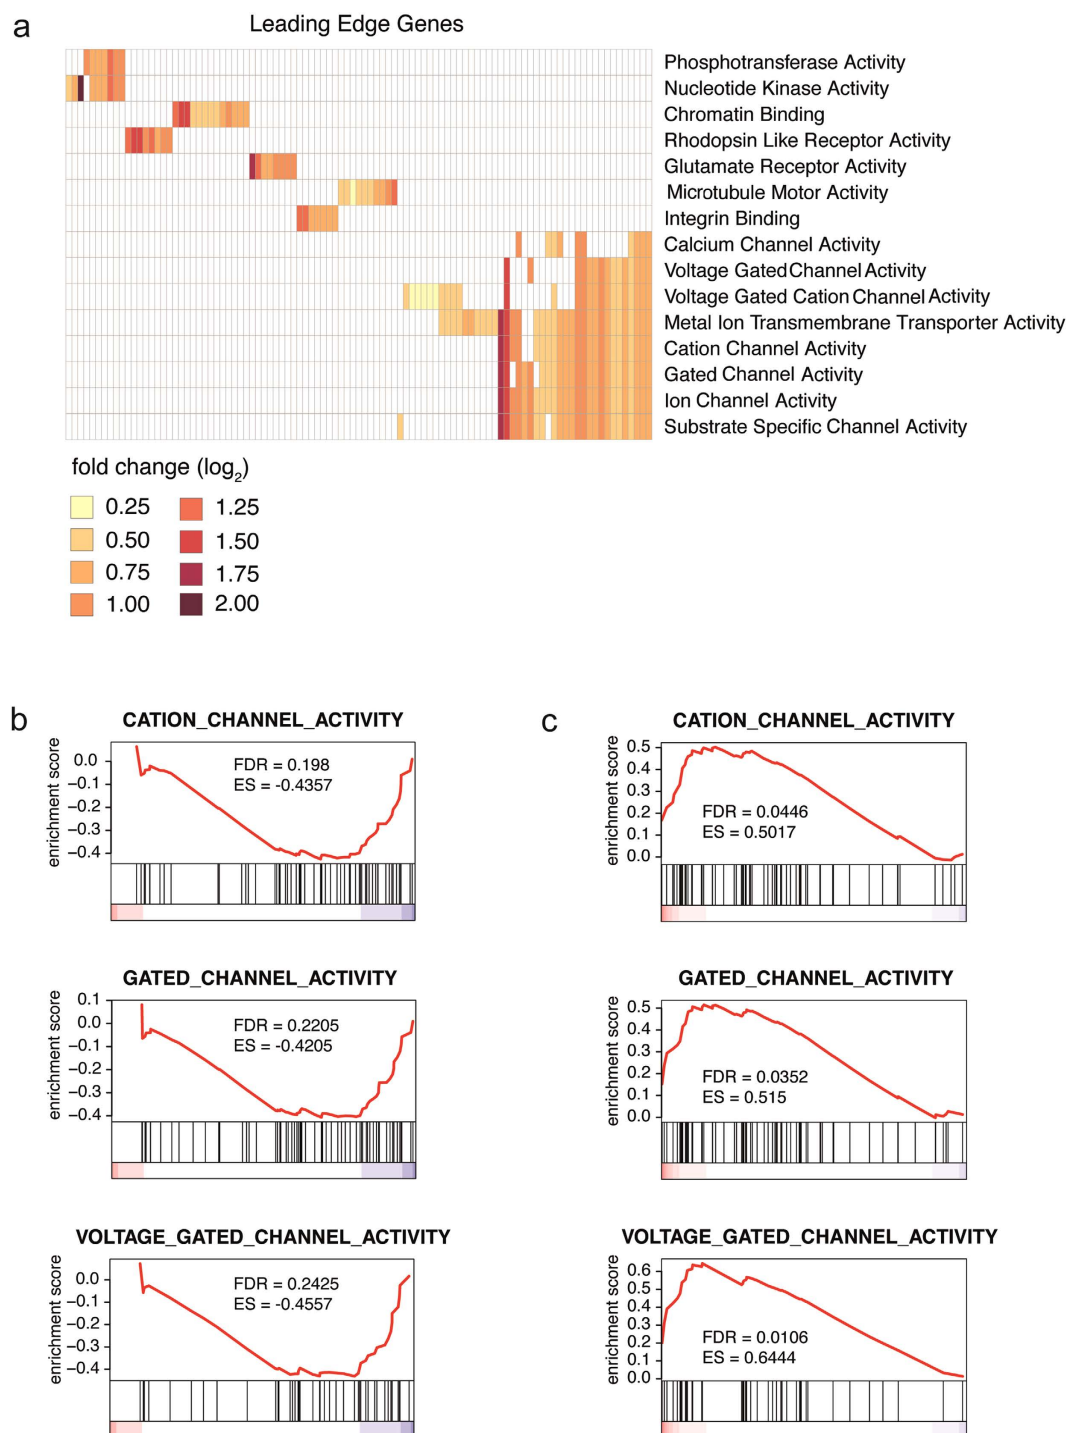 a
Leading Edge Genes
Phosphotransferase Activity
Nucleotide Kinase Activity
Chromatin Binding
Rhodopsin Like Receptor Activity
Glutamate Receptor Activity
Microtubule Motor Activity
Integrin Binding
Calcium Channel Activity
Voltage Gated Channel Activity
Voltage Gated Cation Channel Activity
Metal Ion Transmembrane Transporter Activity
Cation Channel Activity
Gated Channel Activity
Ion Channel Activity
Substrate Specific Channel Activity
fold change (log2)
0.25
0.50
0.75
1.00
1.25
1.50
1.75
2.00
b
CATION_CHANNEL_ACTIVITY
enrichment score
0.0
−0.1
−0.2
−0.3
−0.4
FDR = 0.198
ES = -0.4357
GATED_CHANNEL_ACTIVITY
enrichment score
0.1
0.0
−0.1
−0.2
−0.3
−0.4
FDR = 0.2205
ES = -0.4205
VOLTAGE_GATED_CHANNEL_ACTIVITY
enrichment score
0.0
−0.1
−0.2
−0.3
−0.4
FDR = 0.2425
ES = -0.4557
c
CATION_CHANNEL_ACTIVITY
enrichment score
0.5
0.4
0.3
0.2
0.1
0.0
FDR = 0.0446
ES = 0.5017
GATED_CHANNEL_ACTIVITY
enrichment score
0.5
0.4
0.3
0.2
0.1
0.0
FDR = 0.0352
ES = 0.515
VOLTAGE_GATED_CHANNEL_ACTIVITY
enrichment score
0.6
0.5
0.4
0.3
0.2
0.1
0.0
FDR = 0.0106
ES = 0.6444